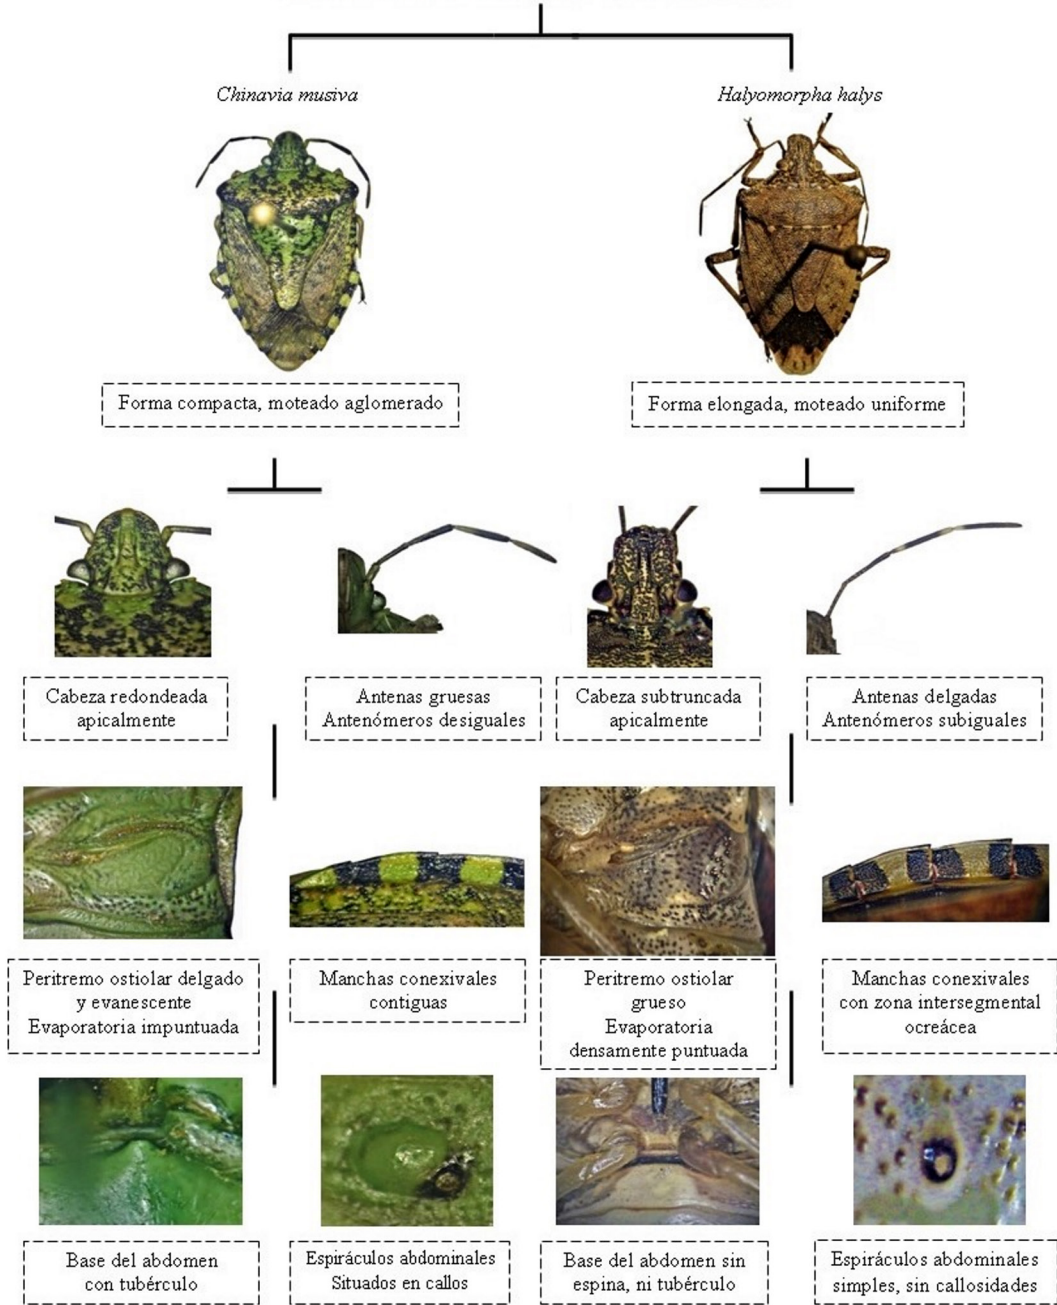 Chinavia musiva
Halyomorpha halys
Forma compacta, moteado aglomerado
Forma elongada, moteado uniforme
Cabeza redondeada
apicalmente
Antenas gruesas
Antenómeros desiguales
Cabeza subtruncada
apicalmente
Antenas delgadas
Antenómeros subiguales
Peritremo ostiolar delgado
y evanescente
Evaporatoria impuntuada
Manchas conexivales
contiguas
Peritremo ostiolar
grueso
Evaporatoria
densamente puntuada
Manchas conexivales
con zona intersegmental
ocreácea
Base del abdomen
con tubérculo
Espiráculos abdominales
Situados en callos
Base del abdomen sin
espina, ni tubérculo
Espiráculos abdominales
simples, sin callosidades